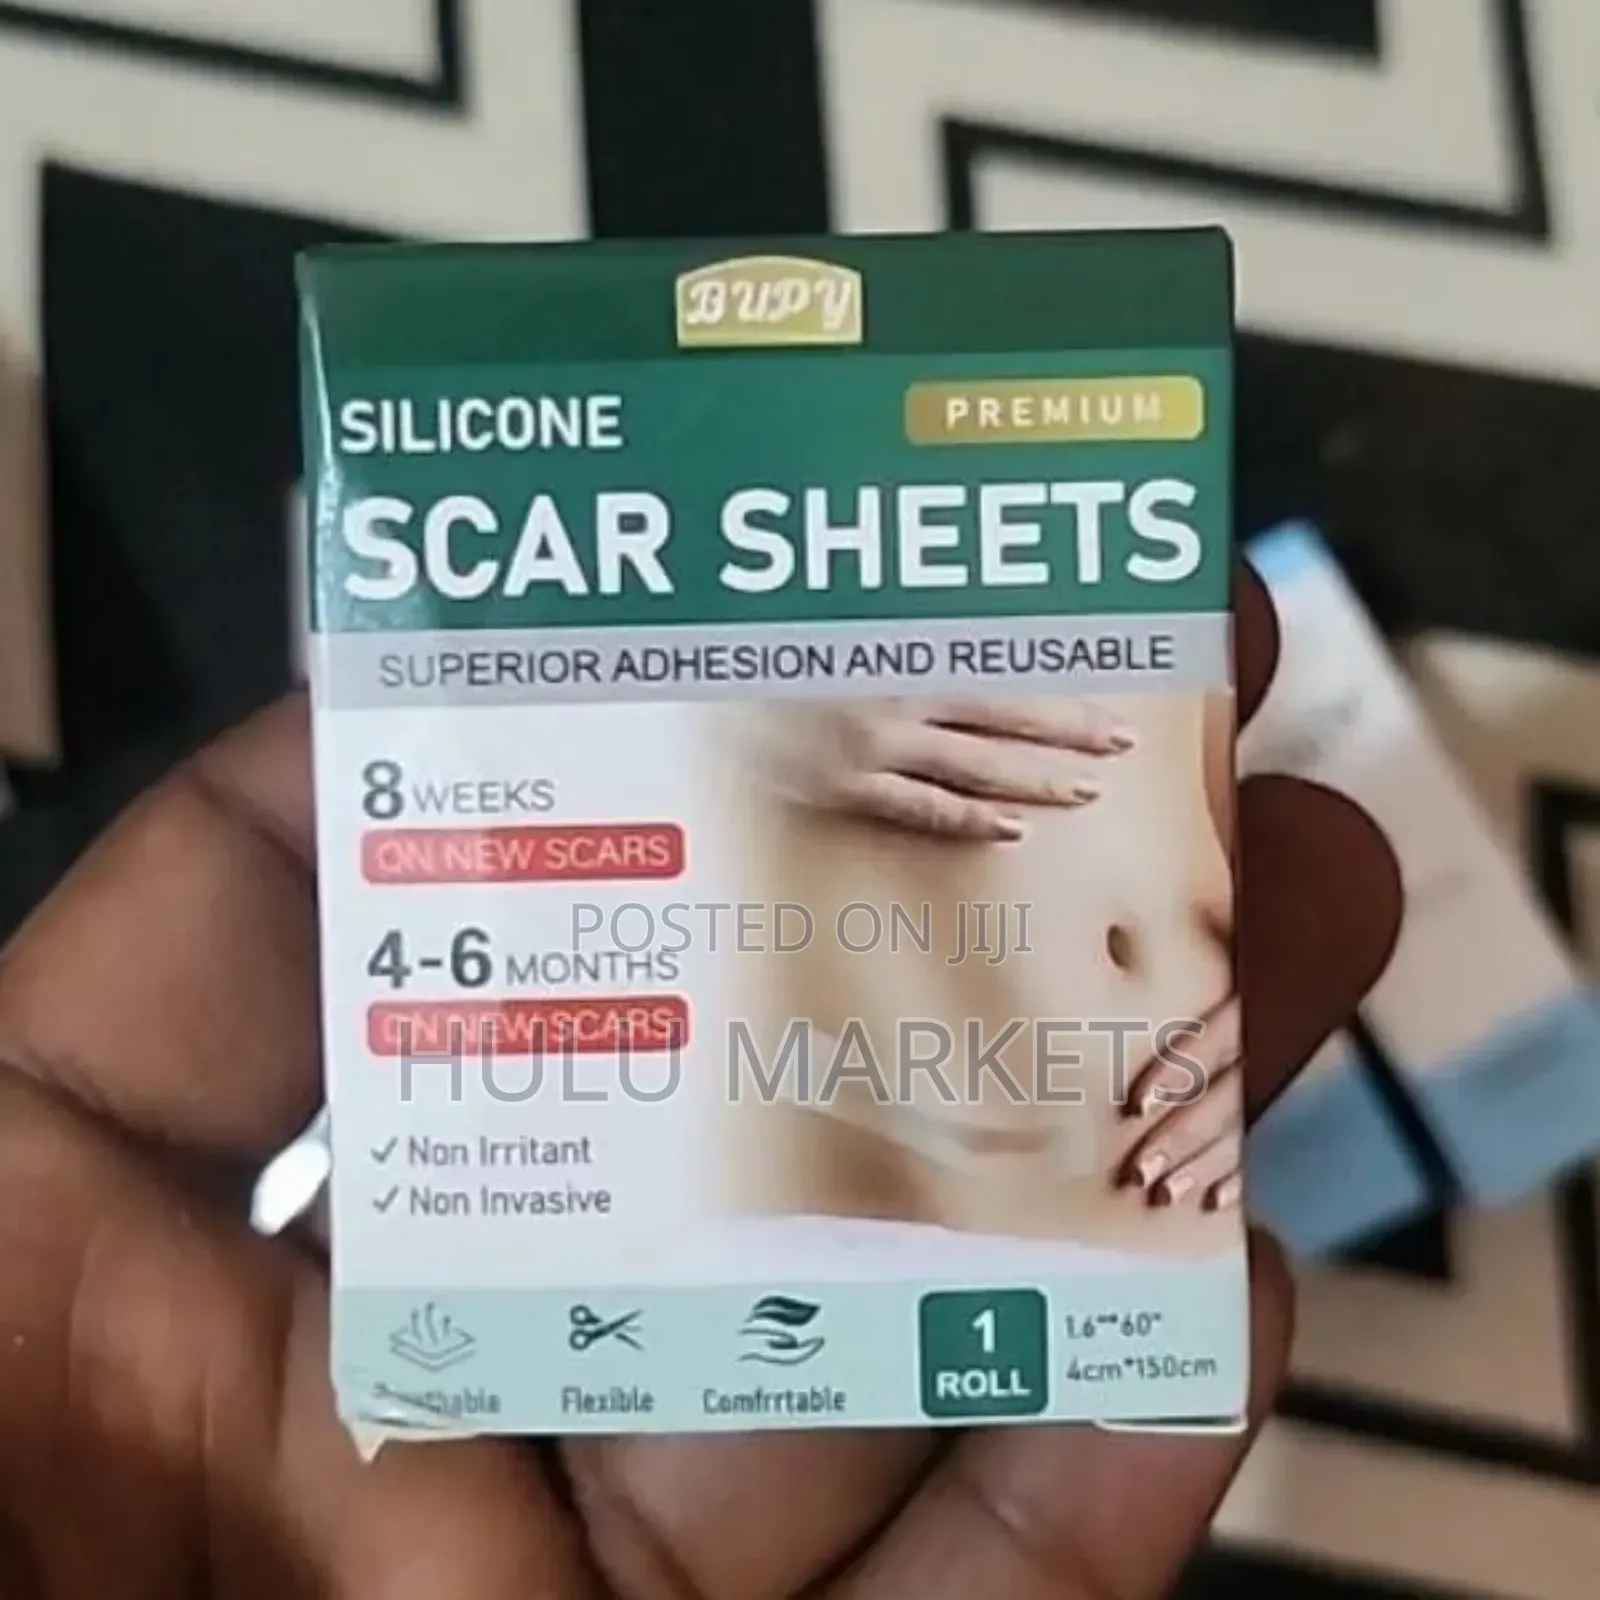 BUPY
SILICONE
PREMIUM
SCAR SHEETS
SUPERIOR ADHESION AND REUSABLE
8 WEEKS
ON NEW SCARS
POSTED ON JIJI
4-6 MONTHS
ON NEW SCARS
HULU MARKETS
✓ Non Irritant
✓ Non Invasive
Flexible
Comfrrtable
1
ROLL
1.6"*60"
4cm*150cm